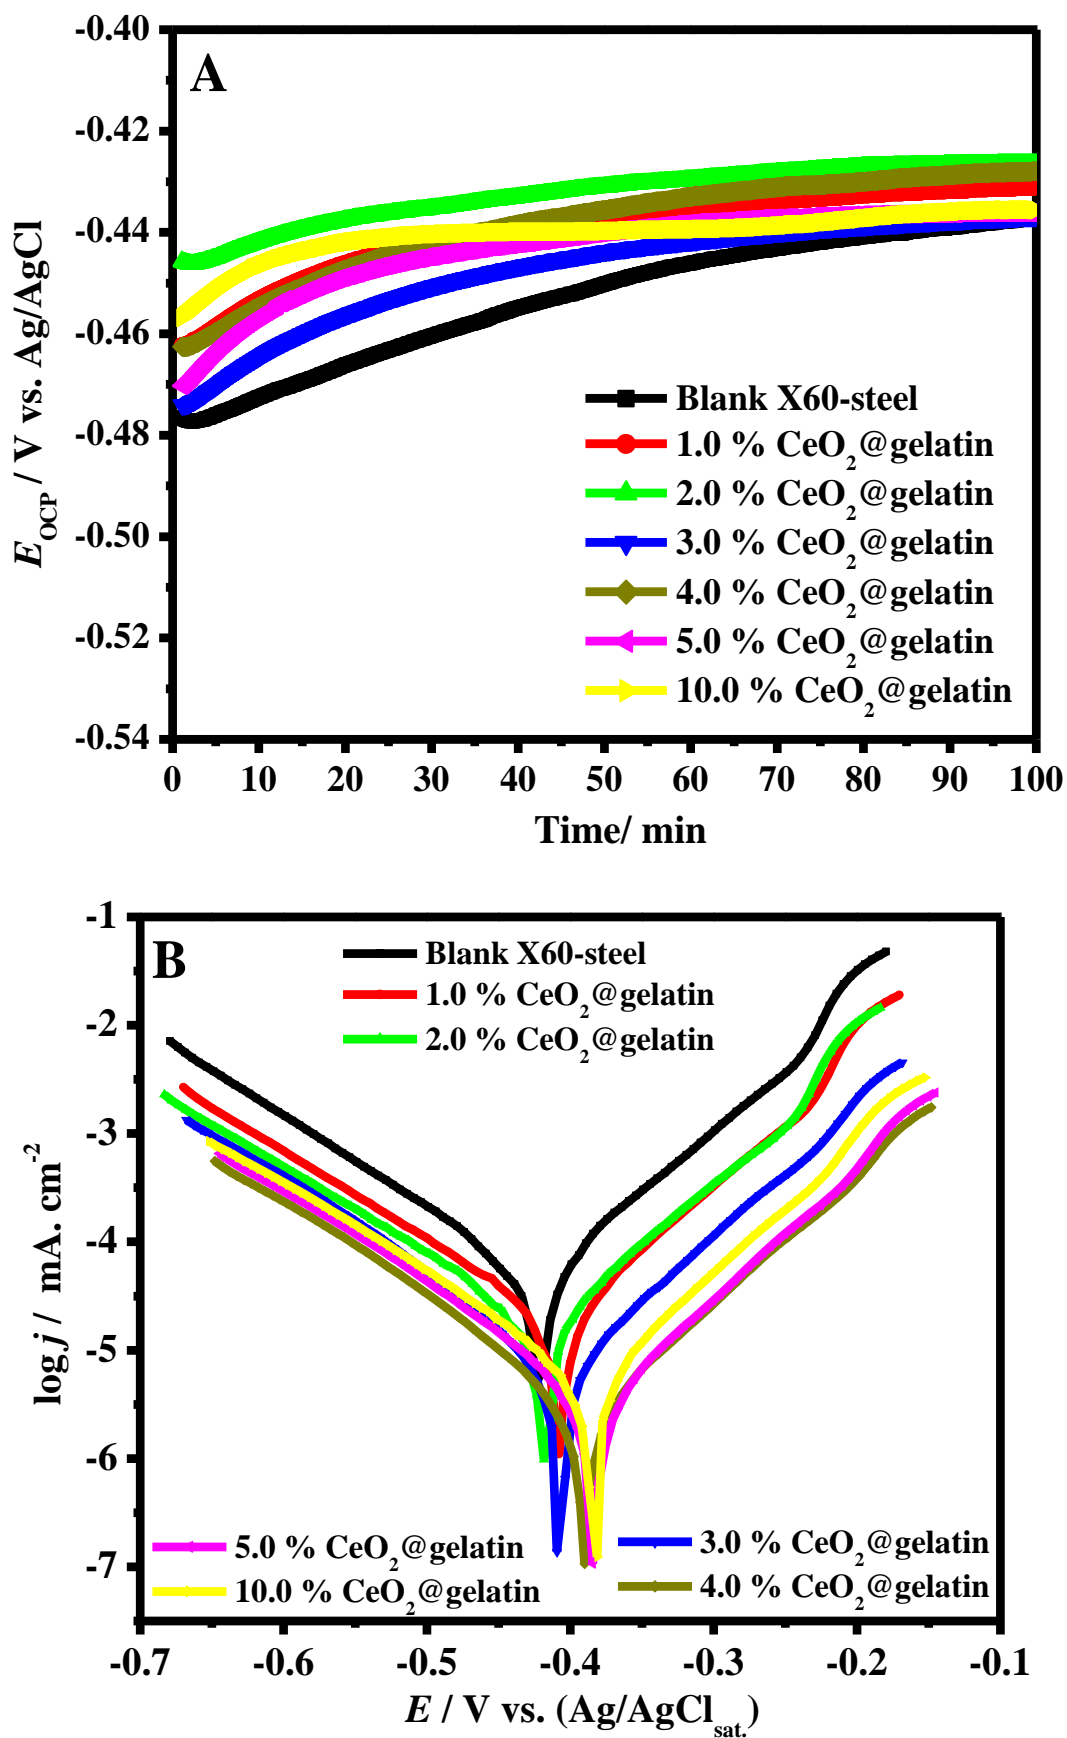 A
-0.40
-0.42
-0.44
-0.46
-0.48
-0.50
-0.52
-0.54
E_OCP / V vs. Ag/AgCl
Blank X60-steel
1.0 % CeO₂@gelatin
2.0 % CeO₂@gelatin
3.0 % CeO₂@gelatin
4.0 % CeO₂@gelatin
5.0 % CeO₂@gelatin
10.0 % CeO₂@gelatin
0 10 20 30 40 50 60 70 80 90 100
Time/ min
B
-1
-2
-3
-4
-5
-6
-7
log j / mA. cm⁻²
Blank X60-steel
1.0 % CeO₂@gelatin
2.0 % CeO₂@gelatin
5.0 % CeO₂@gelatin
10.0 % CeO₂@gelatin
3.0 % CeO₂@gelatin
4.0 % CeO₂@gelatin
-0.7 -0.6 -0.5 -0.4 -0.3 -0.2 -0.1
E / V vs. (Ag/AgCl_sat.)